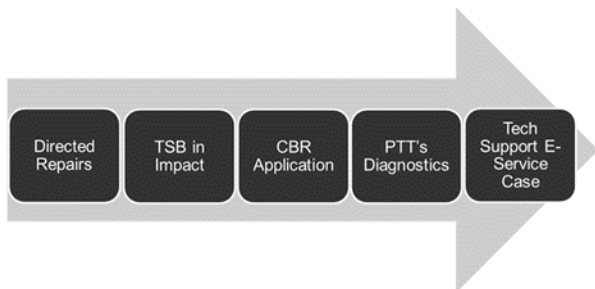 Directed
Repairs
TSB in
Impact
CBR
Application
PTT's
Diagnostics
Tech
Support E-
Service
Case